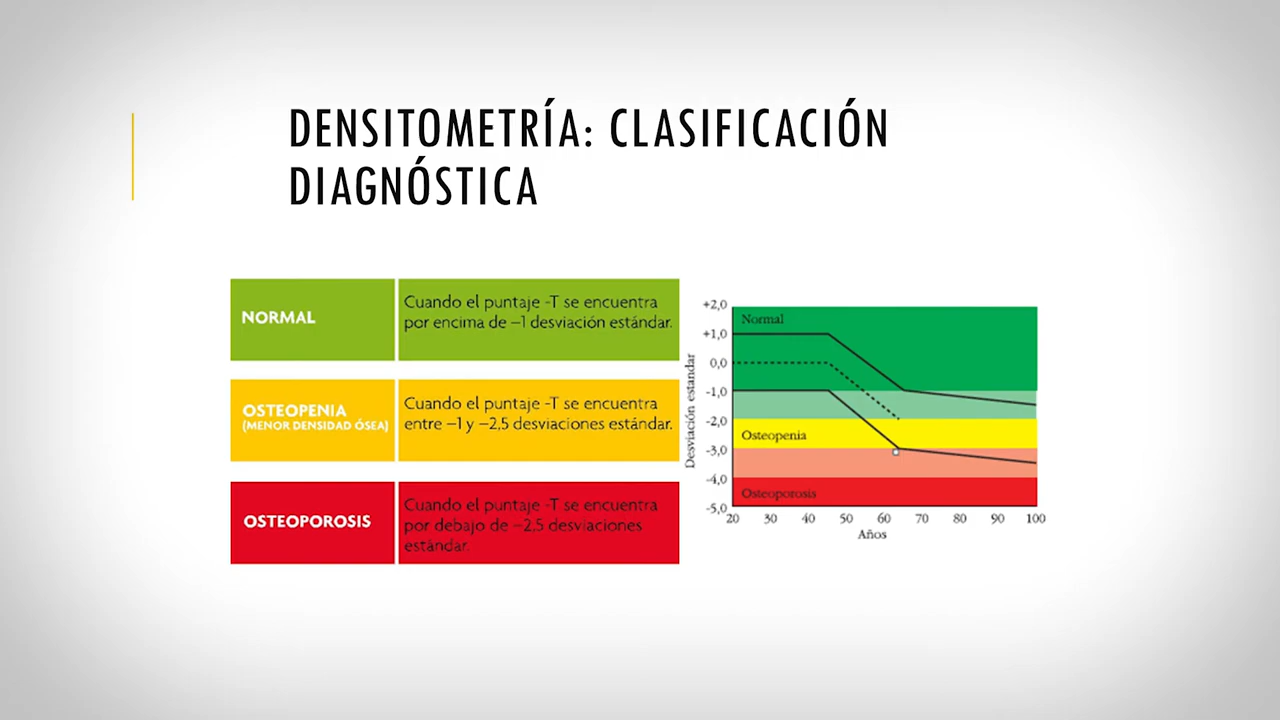 DENSITOMETRÍA: CLASIFICACIÓN
DIAGNÓSTICA
NORMAL
Cuando el puntaje -T se encuentra
por encima de –1 desviación estándar.
OSTEOPENIA
(MENOR DENSIDAD ÓSEA)
Cuando el puntaje -T se encuentra
entre –1 y –2,5 desviaciones estándar.
OSTEOPOROSIS
Cuando el puntaje -T se encuentra
por debajo de –2,5 desviaciones
estándar.
Desviación estandar
+2,0
+1,0
0,0
-1,0
-2,0
-3,0
-4,0
-5,0
Normal
Osteopenia
Osteoporosis
20 30 40 50 60 70 80 90 100
Años